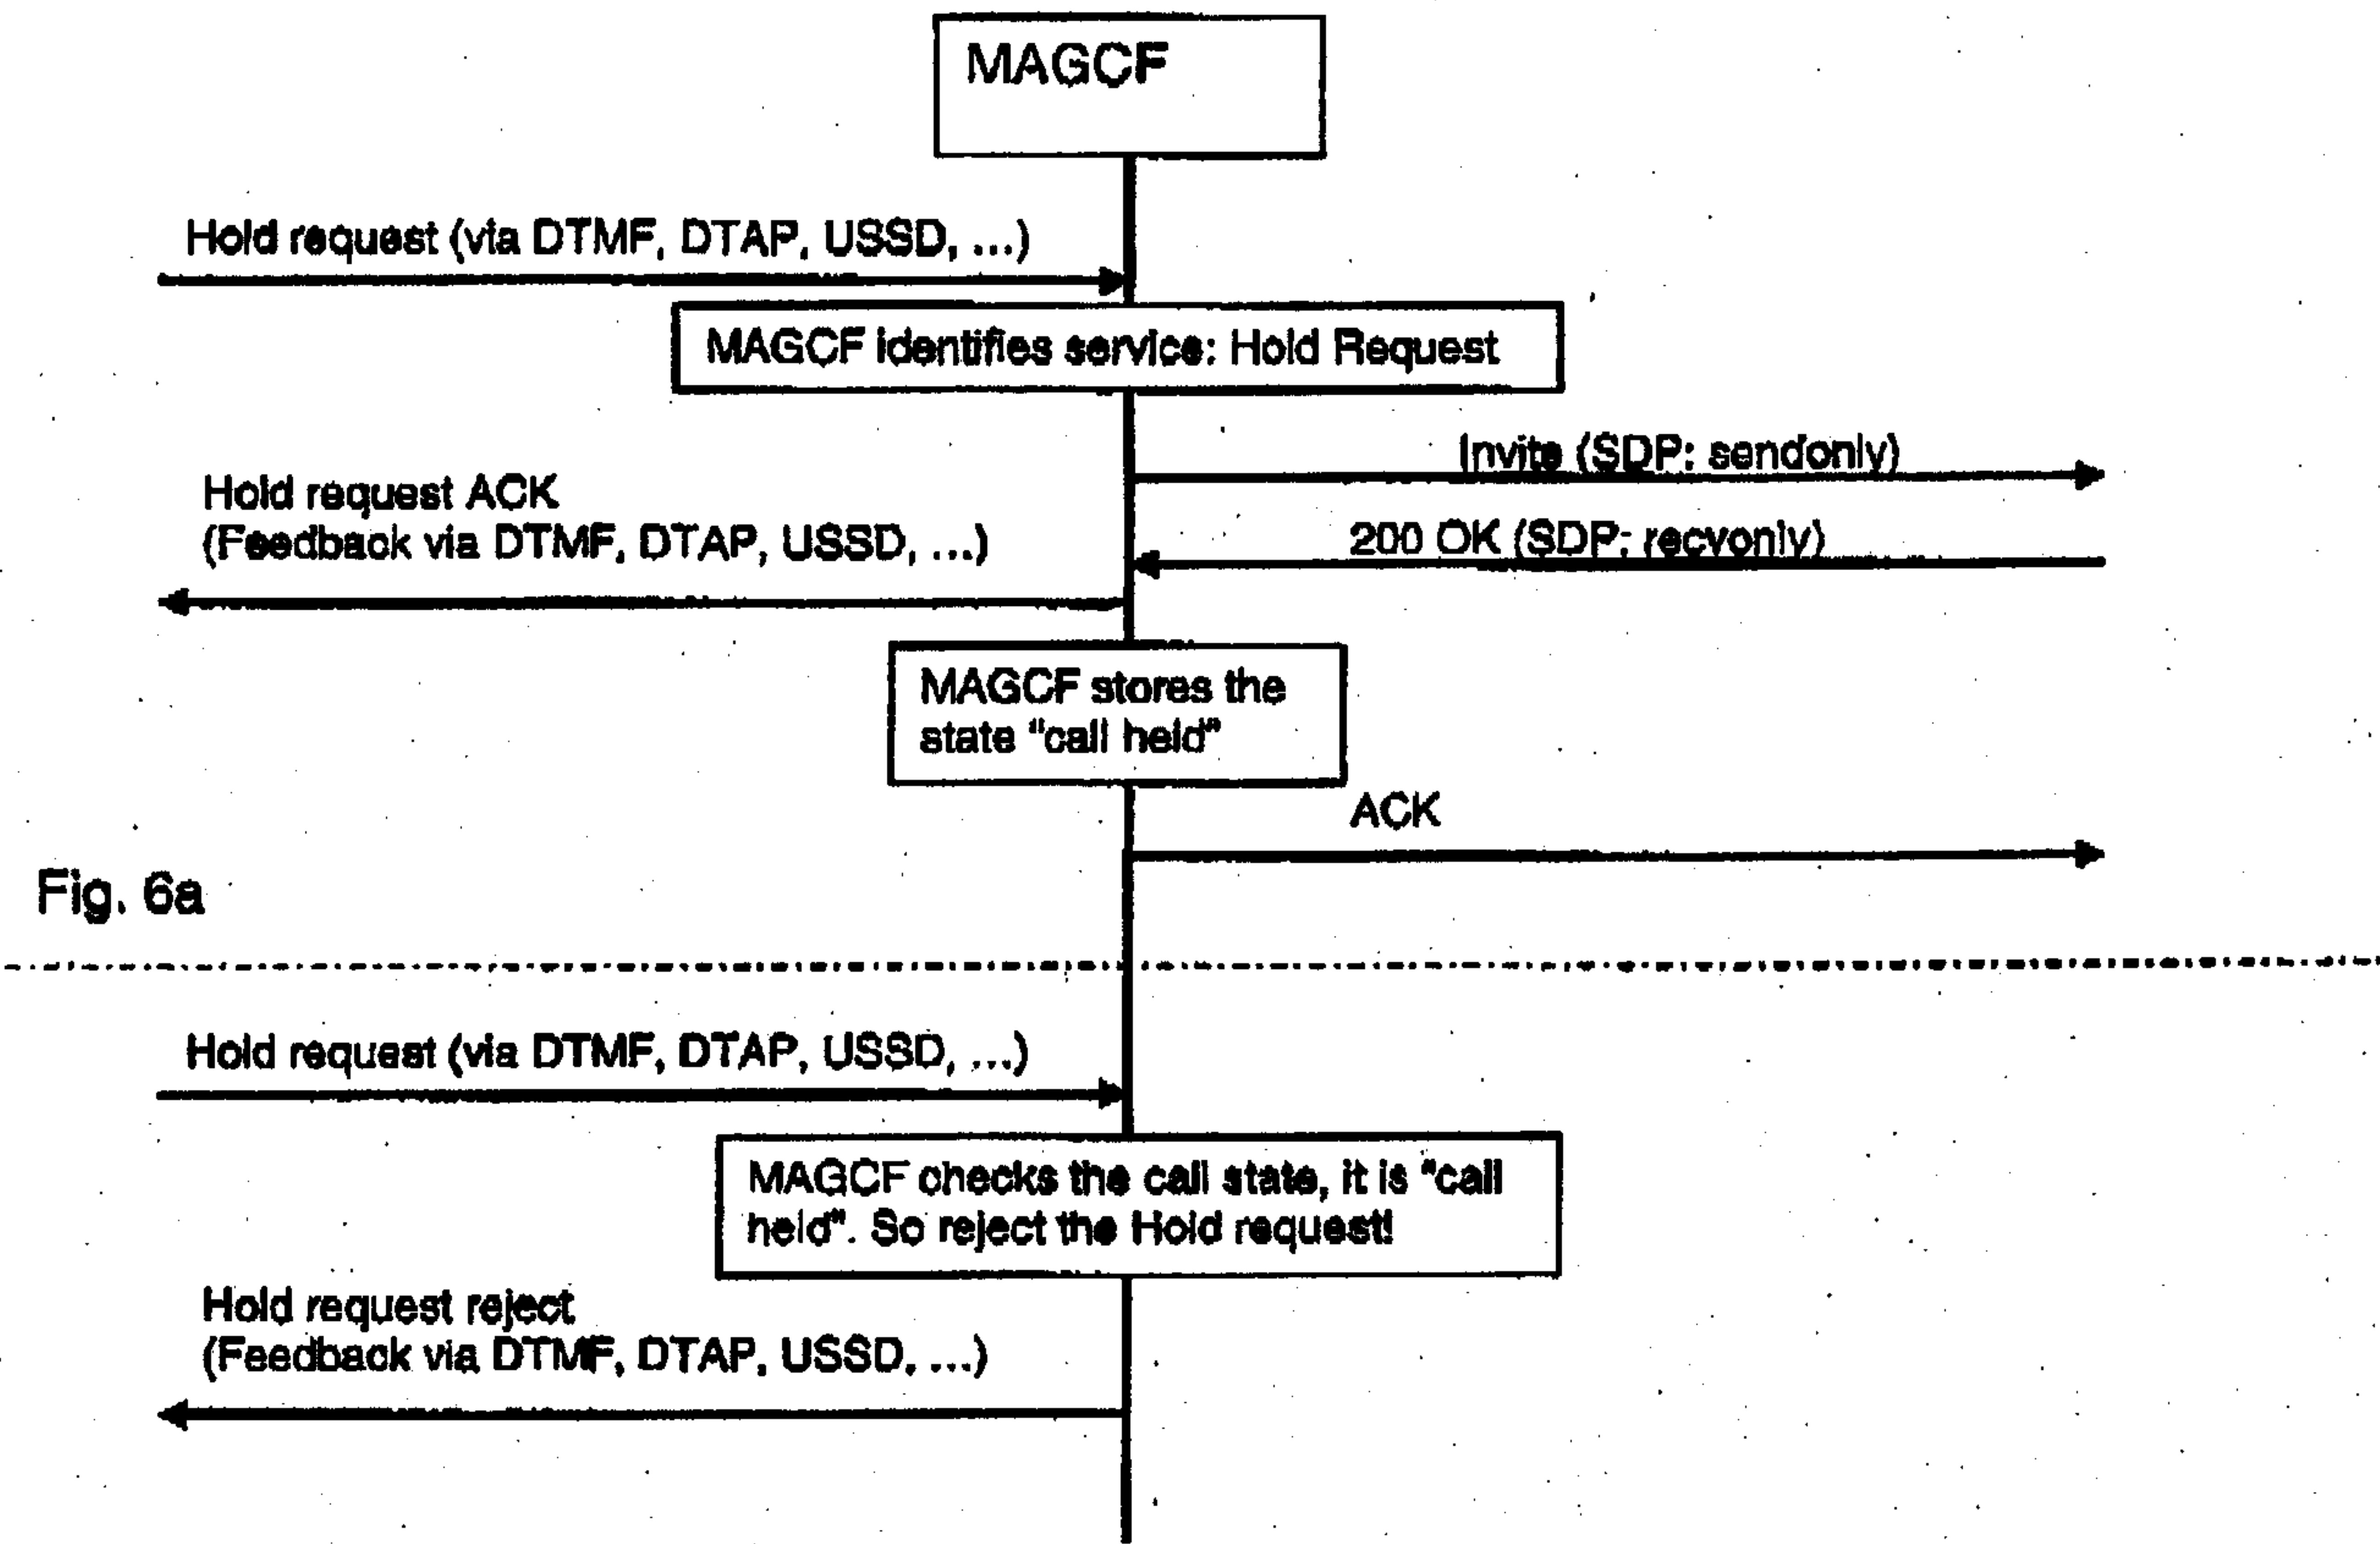 MAGCF
Hold request (via DTMF, DTAP, USSD, ...)
MAGCF identifies service: Hold Request
Invite (SDP: sendonly)
Hold request ACK
(Feedback via DTMF, DTAP, USSD, ...)
200 OK (SDP: recvonly)
MAGCF stores the
state "call held"
ACK
Fig. 6a
Hold request (via DTMF, DTAP, USSD, ...)
MAGCF checks the call state, it is "call
held". So reject the Hold request!
Hold request reject
(Feedback via DTMF, DTAP, USSD, ...)